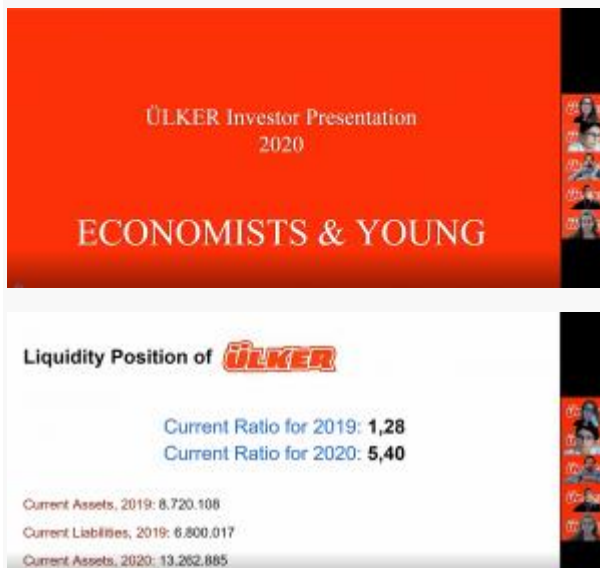 ÜLKER Investor Presentation
2020
ECONOMISTS & YOUNG
Liquidity Position of ÜLKER
Current Ratio for 2019: 1,28
Current Ratio for 2020: 5,40
Current Assets, 2019: 8.720.108
Current Liabilities, 2019: 6.800.017
Current Assets, 2020: 13.262.885